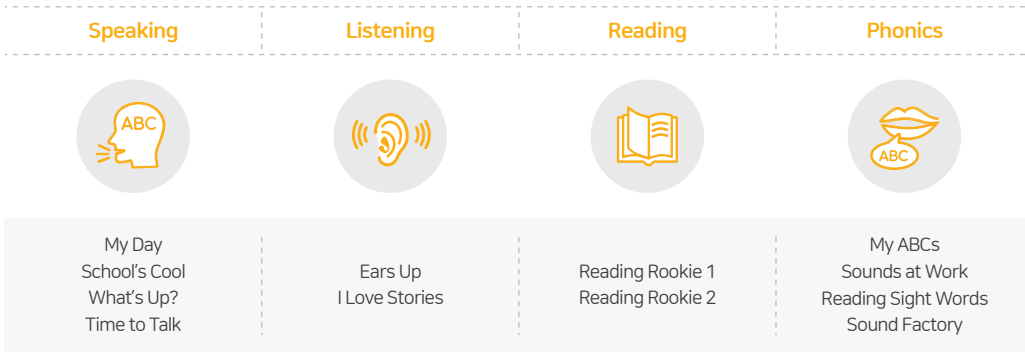 Speaking
Listening
Reading
Phonics
ABC
ABC
My Day
School's Cool
What's Up?
Time to Talk
Ears Up
I Love Stories
Reading Rookie 1
Reading Rookie 2
My ABCs
Sounds at Work
Reading Sight Words
Sound Factory